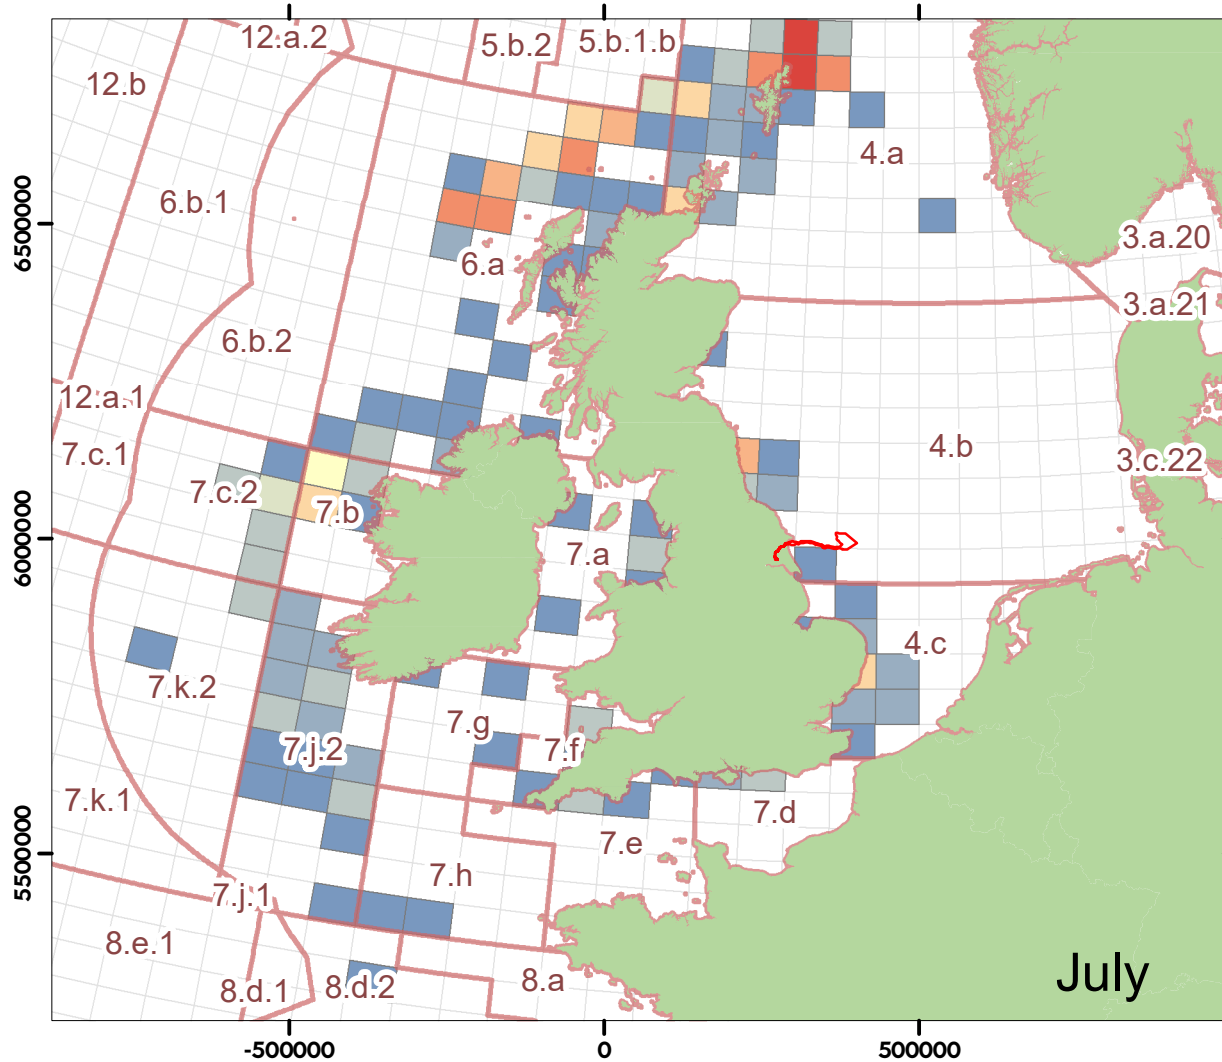 12.a.2
5.b.2
5.b.1.b
12.b
4.a
6.b.1
3.a.20
6.a
3.a.21
6.b.2
12.a.1
7.c.1
4.b
3.c.22
7.c.2
7.b
7.a
4.c
7.k.2
7.g
7.f
7.j.2
7.k.1
7.d
7.e
7.h
7.j.1
8.e.1
8.d.1
8.d.2
8.a
July
6500000
6000000
5500000
-500000
0
500000